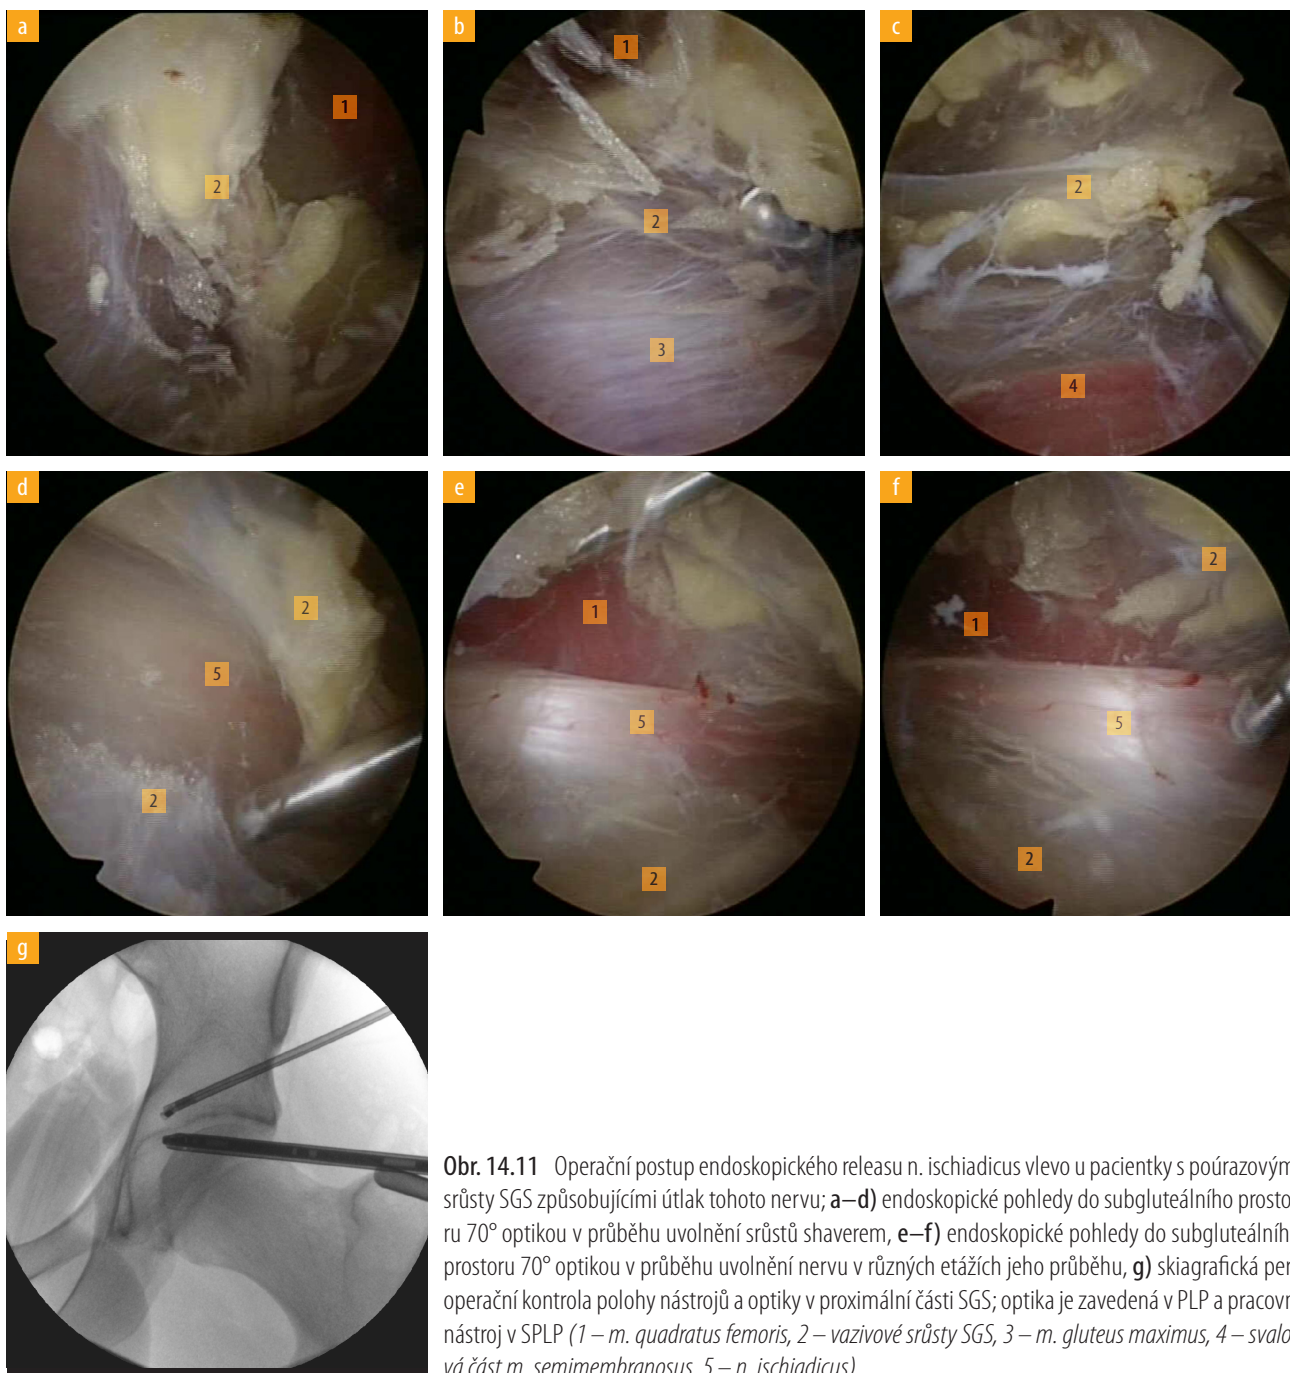 a
1
2
b
1
2
3
c
2
4
d
2
5
2
e
1
5
2
f
2
1
5
2
g
Obr. 14.11 Operační postup endoskopického releasu n. ischiadicus vlevo u pacientky s poúrazovým
srůsty SGS způsobujícími útlak tohoto nervu; a–d) endoskopické pohledy do subgluteálního prosto
ru 70° optikou v průběhu uvolnění srůstů shaverem, e–f) endoskopické pohledy do subgluteálníh
prostoru 70° optikou v průběhu uvolnění nervu v různých etážích jeho průběhu, g) skiagrafická per
operační kontrola polohy nástrojů a optiky v proximální části SGS; optika je zavedená v PLP a pracovn
nástroj v SPLP (1 – m. quadratus femoris, 2 – vazivové srůsty SGS, 3 – m. gluteus maximus, 4 – svalo
vá část m. semimembranosus, 5 – n. ischiadicus)